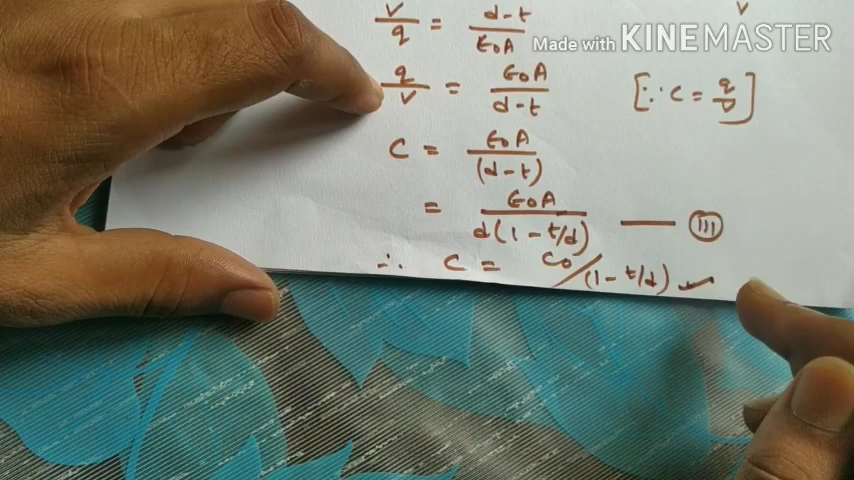 V
V/q = d-t/ε0A
Made with KINEMASTER
q/V = ε0A/d-t [∵ C = q/V]
C = ε0A/(d-t)
= ε0A/d(1-t/d) — III
∴ C = C0/(1-t/d) ✓